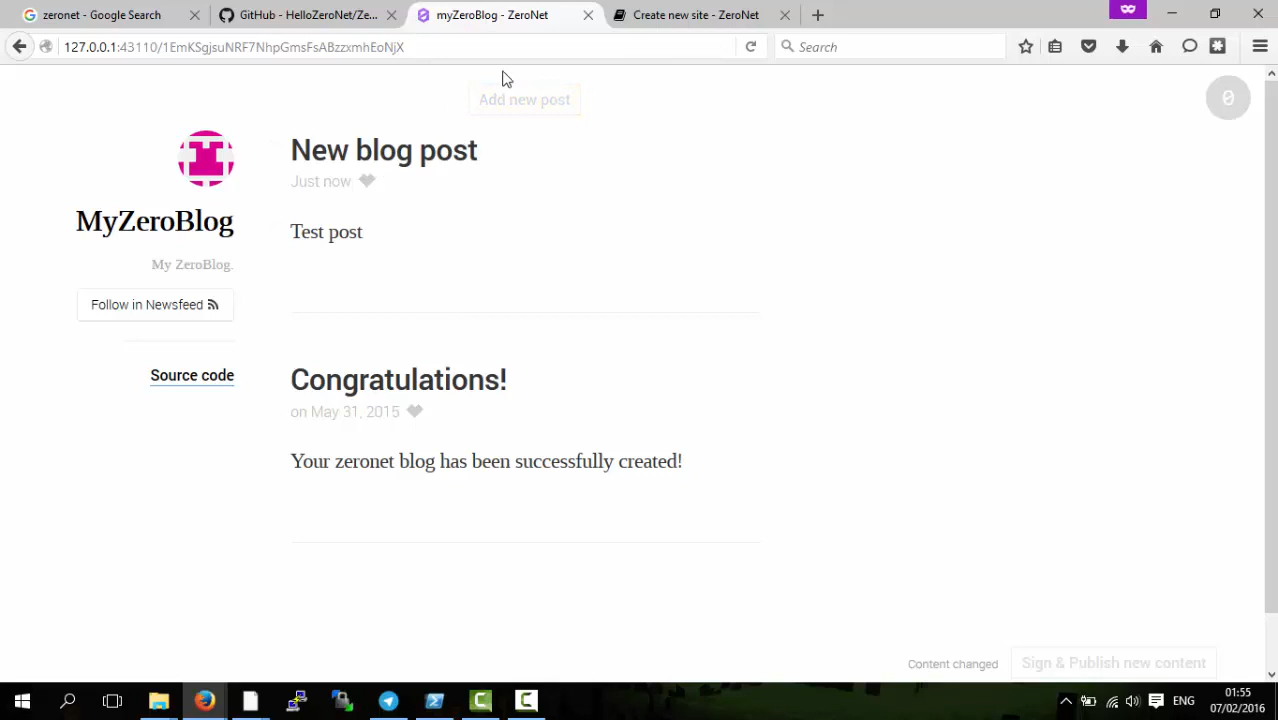 zeronet - Google Search
GitHub - HelloZeroNet/Ze...
myZeroBlog - ZeroNet
Create new site - ZeroNet
127.0.0.1:43110/1EmKSgjsuNRF7NhpGmsFsABzzxmhEoNjX
Search
Add new post
New blog post
Just now
Test post
MyZeroBlog
My ZeroBlog.
Follow in Newsfeed
Source code
Congratulations!
on May 31, 2015
Your zeronet blog has been successfully created!
Content changed
Sign & Publish new content
ENG
01:55
07/02/2016